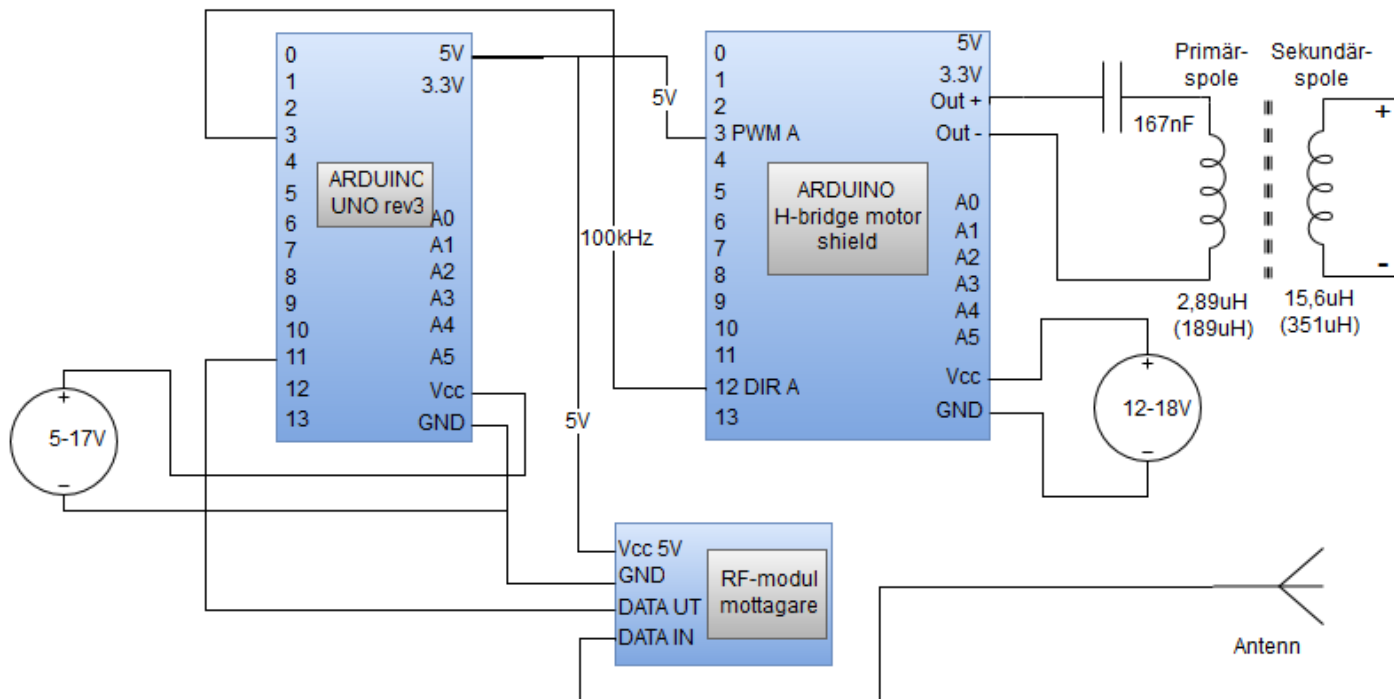 0
1
2
3
4
5
6
7
8
9
10
11
12
13
5V
3.3V
A0
A1
A2
A3
A4
A5
Vcc
GND
ARDUINC
UNO rev3
5-17V
5V
100kHz
5V
0
1
2
3 PWM A
4
5
6
7
8
9
10
11
12 DIR A
13
5V
3.3V
Out +
Out -
A0
A1
A2
A3
A4
A5
Vcc
GND
ARDUINO
H-bridge motor
shield
167nF
Primär-
spole
Sekundär-
spole
+
-
2,89uH
(189uH)
15,6uH
(351uH)
+
12-18V
−
+
−
Vcc 5V
GND
DATA UT
DATA IN
RF-modul
mottagare
Antenn